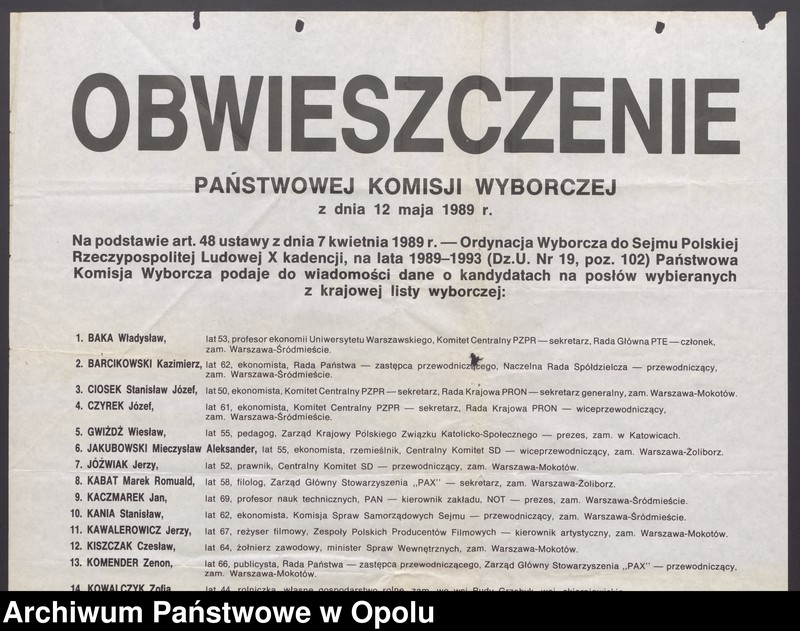 OBWIESZCZENIE
PAŃSTWOWEJ KOMISJI WYBORCZEJ
z dnia 12 maja 1989 r.
Na podstawie art. 48 ustawy z dnia 7 kwietnia 1989 r. — Ordynacja Wyborcza do Sejmu Polskiej
Rzeczypospolitej Ludowej X kadencji, na lata 1989–1993 (Dz.U. Nr 19, poz. 102) Państwowa
Komisja Wyborcza podaje do wiadomości dane o kandydatach na posłów wybieranych
z krajowej listy wyborczej:
1. BAKA Władysław, lat 53, profesor ekonomii Uniwersytetu Warszawskiego, Komitet Centralny PZPR — sekretarz, Rada Główna PTE — członek,
zam. Warszawa-Śródmieście.
2. BARCIKOWSKI Kazimierz, lat 62, ekonomista, Rada Państwa — zastępca przewodniczącego, Naczelna Rada Spółdzielcza — przewodniczący,
zam. Warszawa-Śródmieście.
3. CIOSEK Stanisław Józef, lat 50, ekonomista, Komitet Centralny PZPR — sekretarz, Rada Krajowa PRON — sekretarz generalny, zam. Warszawa-Mokotów.
4. CZYREK Józef, lat 61, ekonomista, Komitet Centralny PZPR — sekretarz, Rada Krajowa PRON — wiceprzewodniczący,
zam. Warszawa-Śródmieście.
5. GWIŻDŻ Wiesław, lat 55, pedagog, Zarząd Krajowy Polskiego Związku Katolicko-Społecznego — prezes, zam. w Katowicach.
6. JAKUBOWSKI Mieczysław Aleksander, lat 55, ekonomista, rzemieślnik, Centralny Komitet SD — wiceprzewodniczący, zam. Warszawa-Żoliborz.
7. JÓŹWIAK Jerzy, lat 52, prawnik, Centralny Komitet SD — przewodniczący, zam. Warszawa-Mokotów.
8. KABAT Marek Romuald, lat 58, filolog, Zarząd Główny Stowarzyszenia „PAX” — sekretarz, zam. Warszawa-Żoliborz.
9. KACZMAREK Jan, lat 69, profesor nauk technicznych, PAN — kierownik zakładu, NOT — prezes, zam. Warszawa-Śródmieście.
10. KANIA Stanisław, lat 62, ekonomista, Komisja Spraw Samorządowych Sejmu — przewodniczący, zam. Warszawa-Śródmieście.
11. KAWALEROWICZ Jerzy, lat 67, reżyser filmowy, Zespoły Polskich Producentów Filmowych — kierownik artystyczny, zam. Warszawa-Mokotów.
12. KISZCZAK Czesław, lat 64, żołnierz zawodowy, minister Spraw Wewnętrznych, zam. Warszawa-Mokotów.
13. KOMENDER Zenon, lat 66, publicysta, Rada Państwa — zastępca przewodniczącego, Zarząd Główny Stowarzyszenia „PAX” — przewodniczący,
zam. Warszawa-Mokotów.
14. KOWALCZYK Zofia, lat 44, rolniczka, własne gospodarstwo rolne, zam. we wsi
Archiwum Państwowe w Opolu